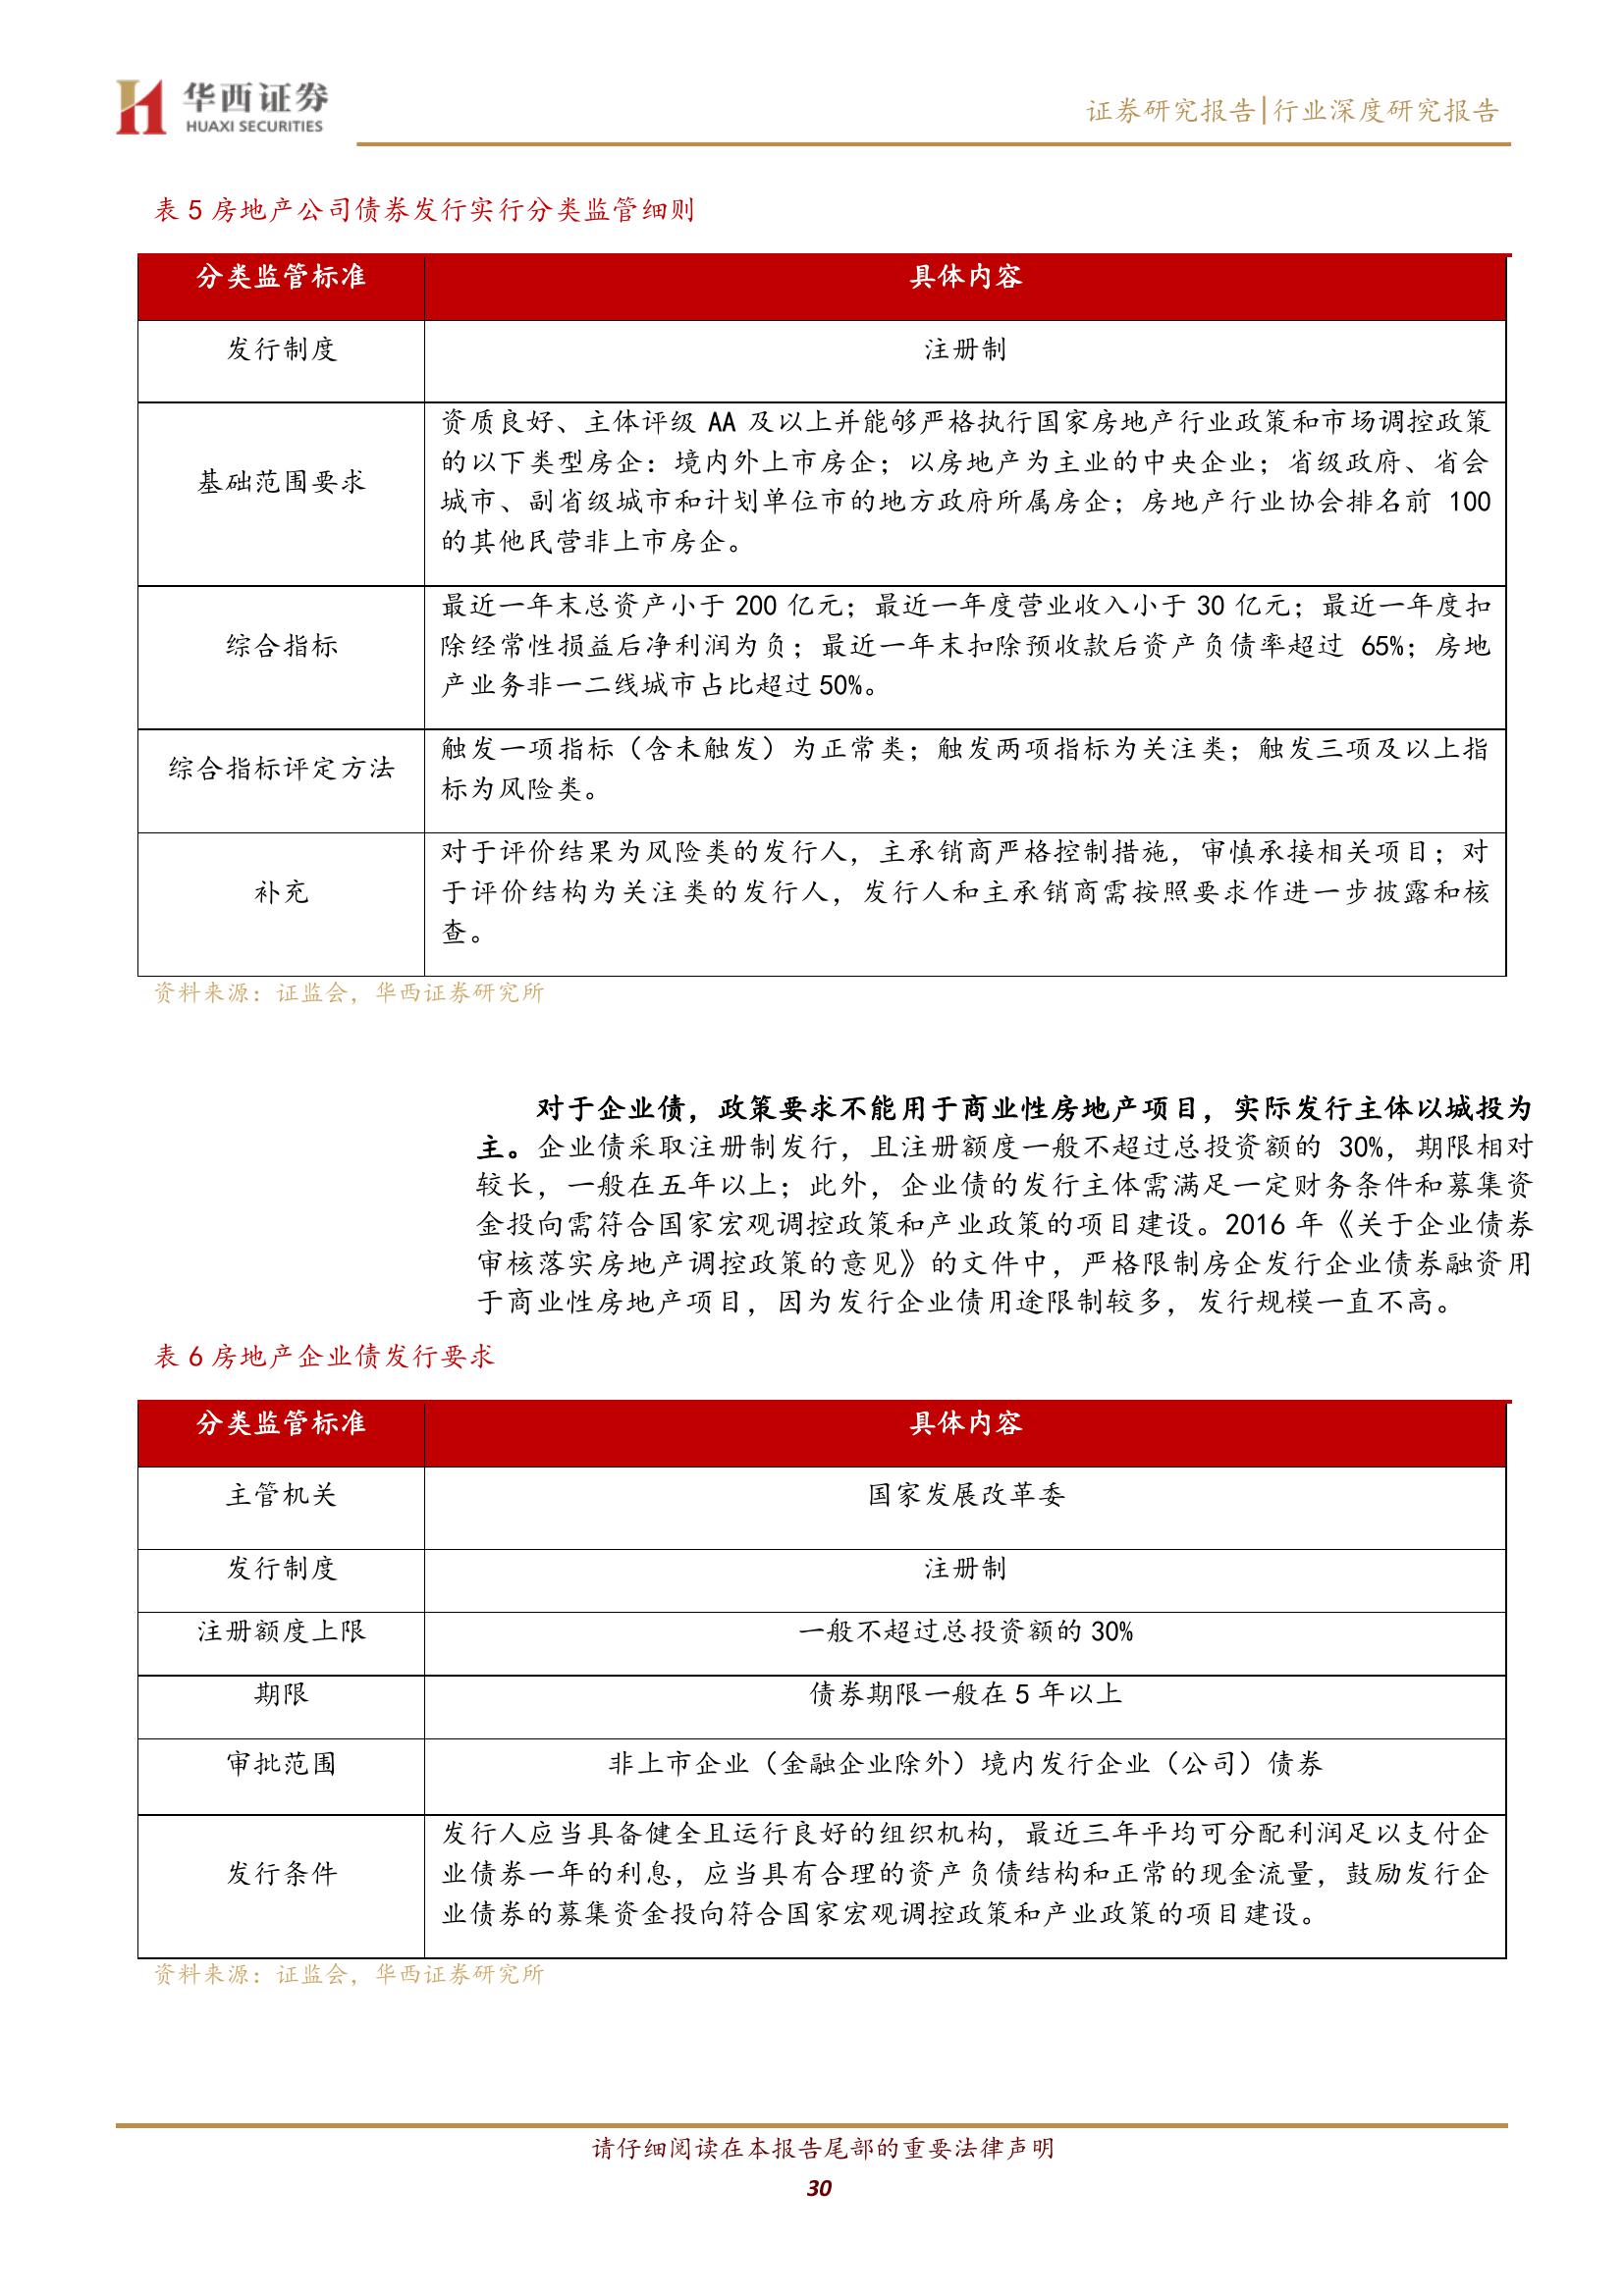 华西证券
HUAXI SECURITIES
证券研究报告|行业深度研究报告
表 5 房地产公司债券发行实行分类监管细则
分类监管标准
具体内容
发行制度
注册制
基础范围要求
资质良好、主体评级 AA 及以上并能够严格执行国家房地产行业政策和市场调控政策
的以下类型房企：境内外上市房企；以房地产为主业的中央企业；省级政府、省会
城市、副省级城市和计划单位市的地方政府所属房企；房地产行业协会排名前 100
的其他民营非上市房企。
综合指标
最近一年末总资产小于 200 亿元；最近一年度营业收入小于 30 亿元；最近一年度扣
除经常性损益后净利润为负；最近一年末扣除预收款后资产负债率超过 65%；房地
产业务非一二线城市占比超过 50%。
综合指标评定方法
触发一项指标（含未触发）为正常类；触发两项指标为关注类；触发三项及以上指
标为风险类。
补充
对于评价结果为风险类的发行人，主承销商严格控制措施，审慎承接相关项目；对
于评价结构为关注类的发行人，发行人和主承销商需按照要求作进一步披露和核
查。
资料来源：证监会，华西证券研究所
对于企业债，政策要求不能用于商业性房地产项目，实际发行主体以城投为
主。企业债采取注册制发行，且注册额度一般不超过总投资额的 30%，期限相对
较长，一般在五年以上；此外，企业债的发行主体需满足一定财务条件和募集资
金投向需符合国家宏观调控政策和产业政策的项目建设。2016 年《关于企业债券
审核落实房地产调控政策的意见》的文件中，严格限制房企发行企业债券融资用
于商业性房地产项目，因为发行企业债用途限制较多，发行规模一直不高。
表 6 房地产企业债发行要求
分类监管标准
具体内容
主管机关
国家发展改革委
发行制度
注册制
注册额度上限
一般不超过总投资额的 30%
期限
债券期限一般在 5 年以上
审批范围
非上市企业（金融企业除外）境内发行企业（公司）债券
发行条件
发行人应当具备健全且运行良好的组织机构，最近三年平均可分配利润足以支付企
业债券一年的利息，应当具有合理的资产负债结构和正常的现金流量，鼓励发行企
业债券的募集资金投向符合国家宏观调控政策和产业政策的项目建设。
资料来源：证监会，华西证券研究所
请仔细阅读在本报告尾部的重要法律声明
30